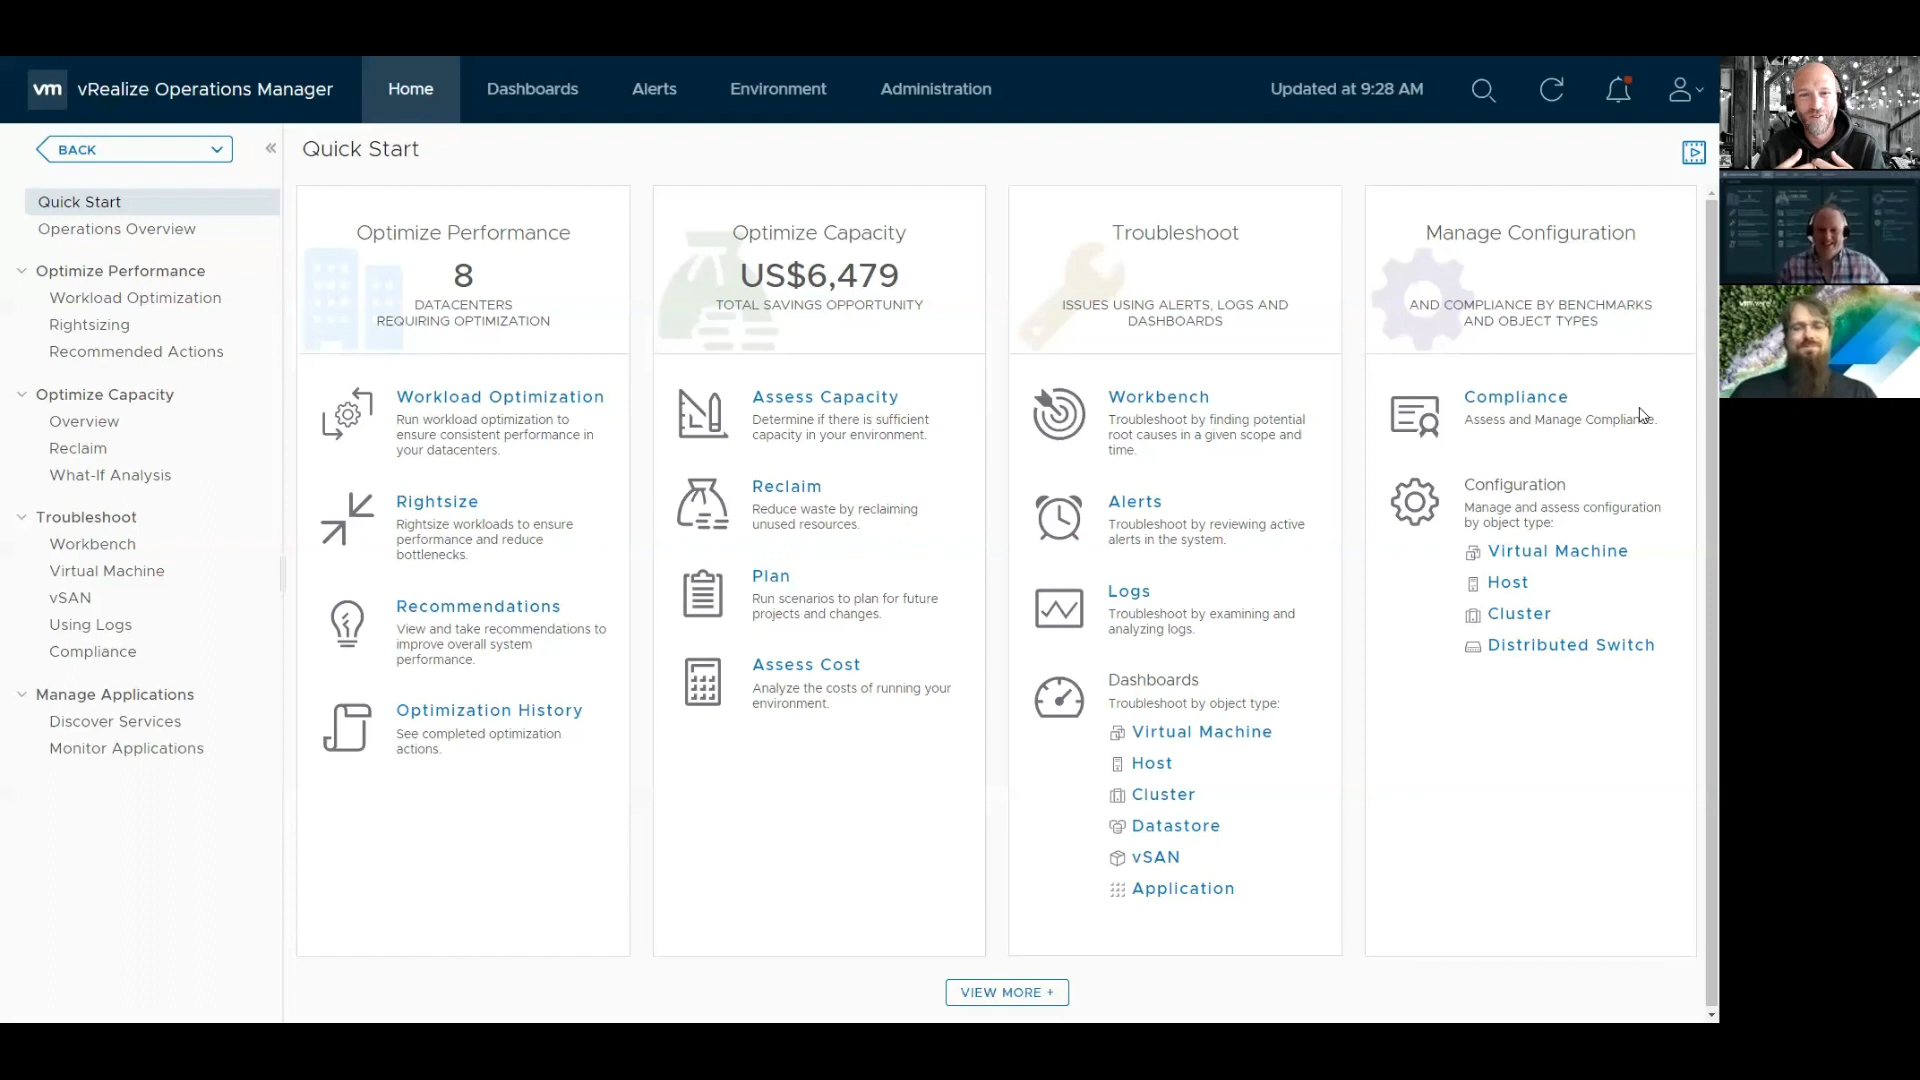 vm vRealize Operations Manager Home Dashboards Alerts Environment Administration Updated at 9:28 AM
BACK
Quick Start
Operations Overview
Optimize Performance
Workload Optimization
Rightsizing
Recommended Actions
Optimize Capacity
Overview
Reclaim
What-If Analysis
Troubleshoot
Workbench
Virtual Machine
vSAN
Using Logs
Compliance
Manage Applications
Discover Services
Monitor Applications
Quick Start
Optimize Performance
8
DATACENTERS
REQUIRING OPTIMIZATION
Workload Optimization
Run workload optimization to
ensure consistent performance in
your datacenters.
Rightsize
Rightsize workloads to ensure
performance and reduce
bottlenecks.
Recommendations
View and take recommendations to
improve overall system
performance.
Optimization History
See completed optimization
actions.
Optimize Capacity
US$6,479
TOTAL SAVINGS OPPORTUNITY
Assess Capacity
Determine if there is sufficient
capacity in your environment.
Reclaim
Reduce waste by reclaiming
unused resources.
Plan
Run scenarios to plan for future
projects and changes.
Assess Cost
Analyze the costs of running your
environment.
Troubleshoot
ISSUES USING ALERTS, LOGS AND
DASHBOARDS
Workbench
Troubleshoot by finding potential
root causes in a given scope and
time.
Alerts
Troubleshoot by reviewing active
alerts in the system.
Logs
Troubleshoot by examining and
analyzing logs.
Dashboards
Troubleshoot by object type:
Virtual Machine
Host
Cluster
Datastore
vSAN
Application
Manage Configuration
AND COMPLIANCE BY BENCHMARKS
AND OBJECT TYPES
Compliance
Assess and Manage Compliance.
Configuration
Manage and assess configuration
by object type:
Virtual Machine
Host
Cluster
Distributed Switch
VIEW MORE +